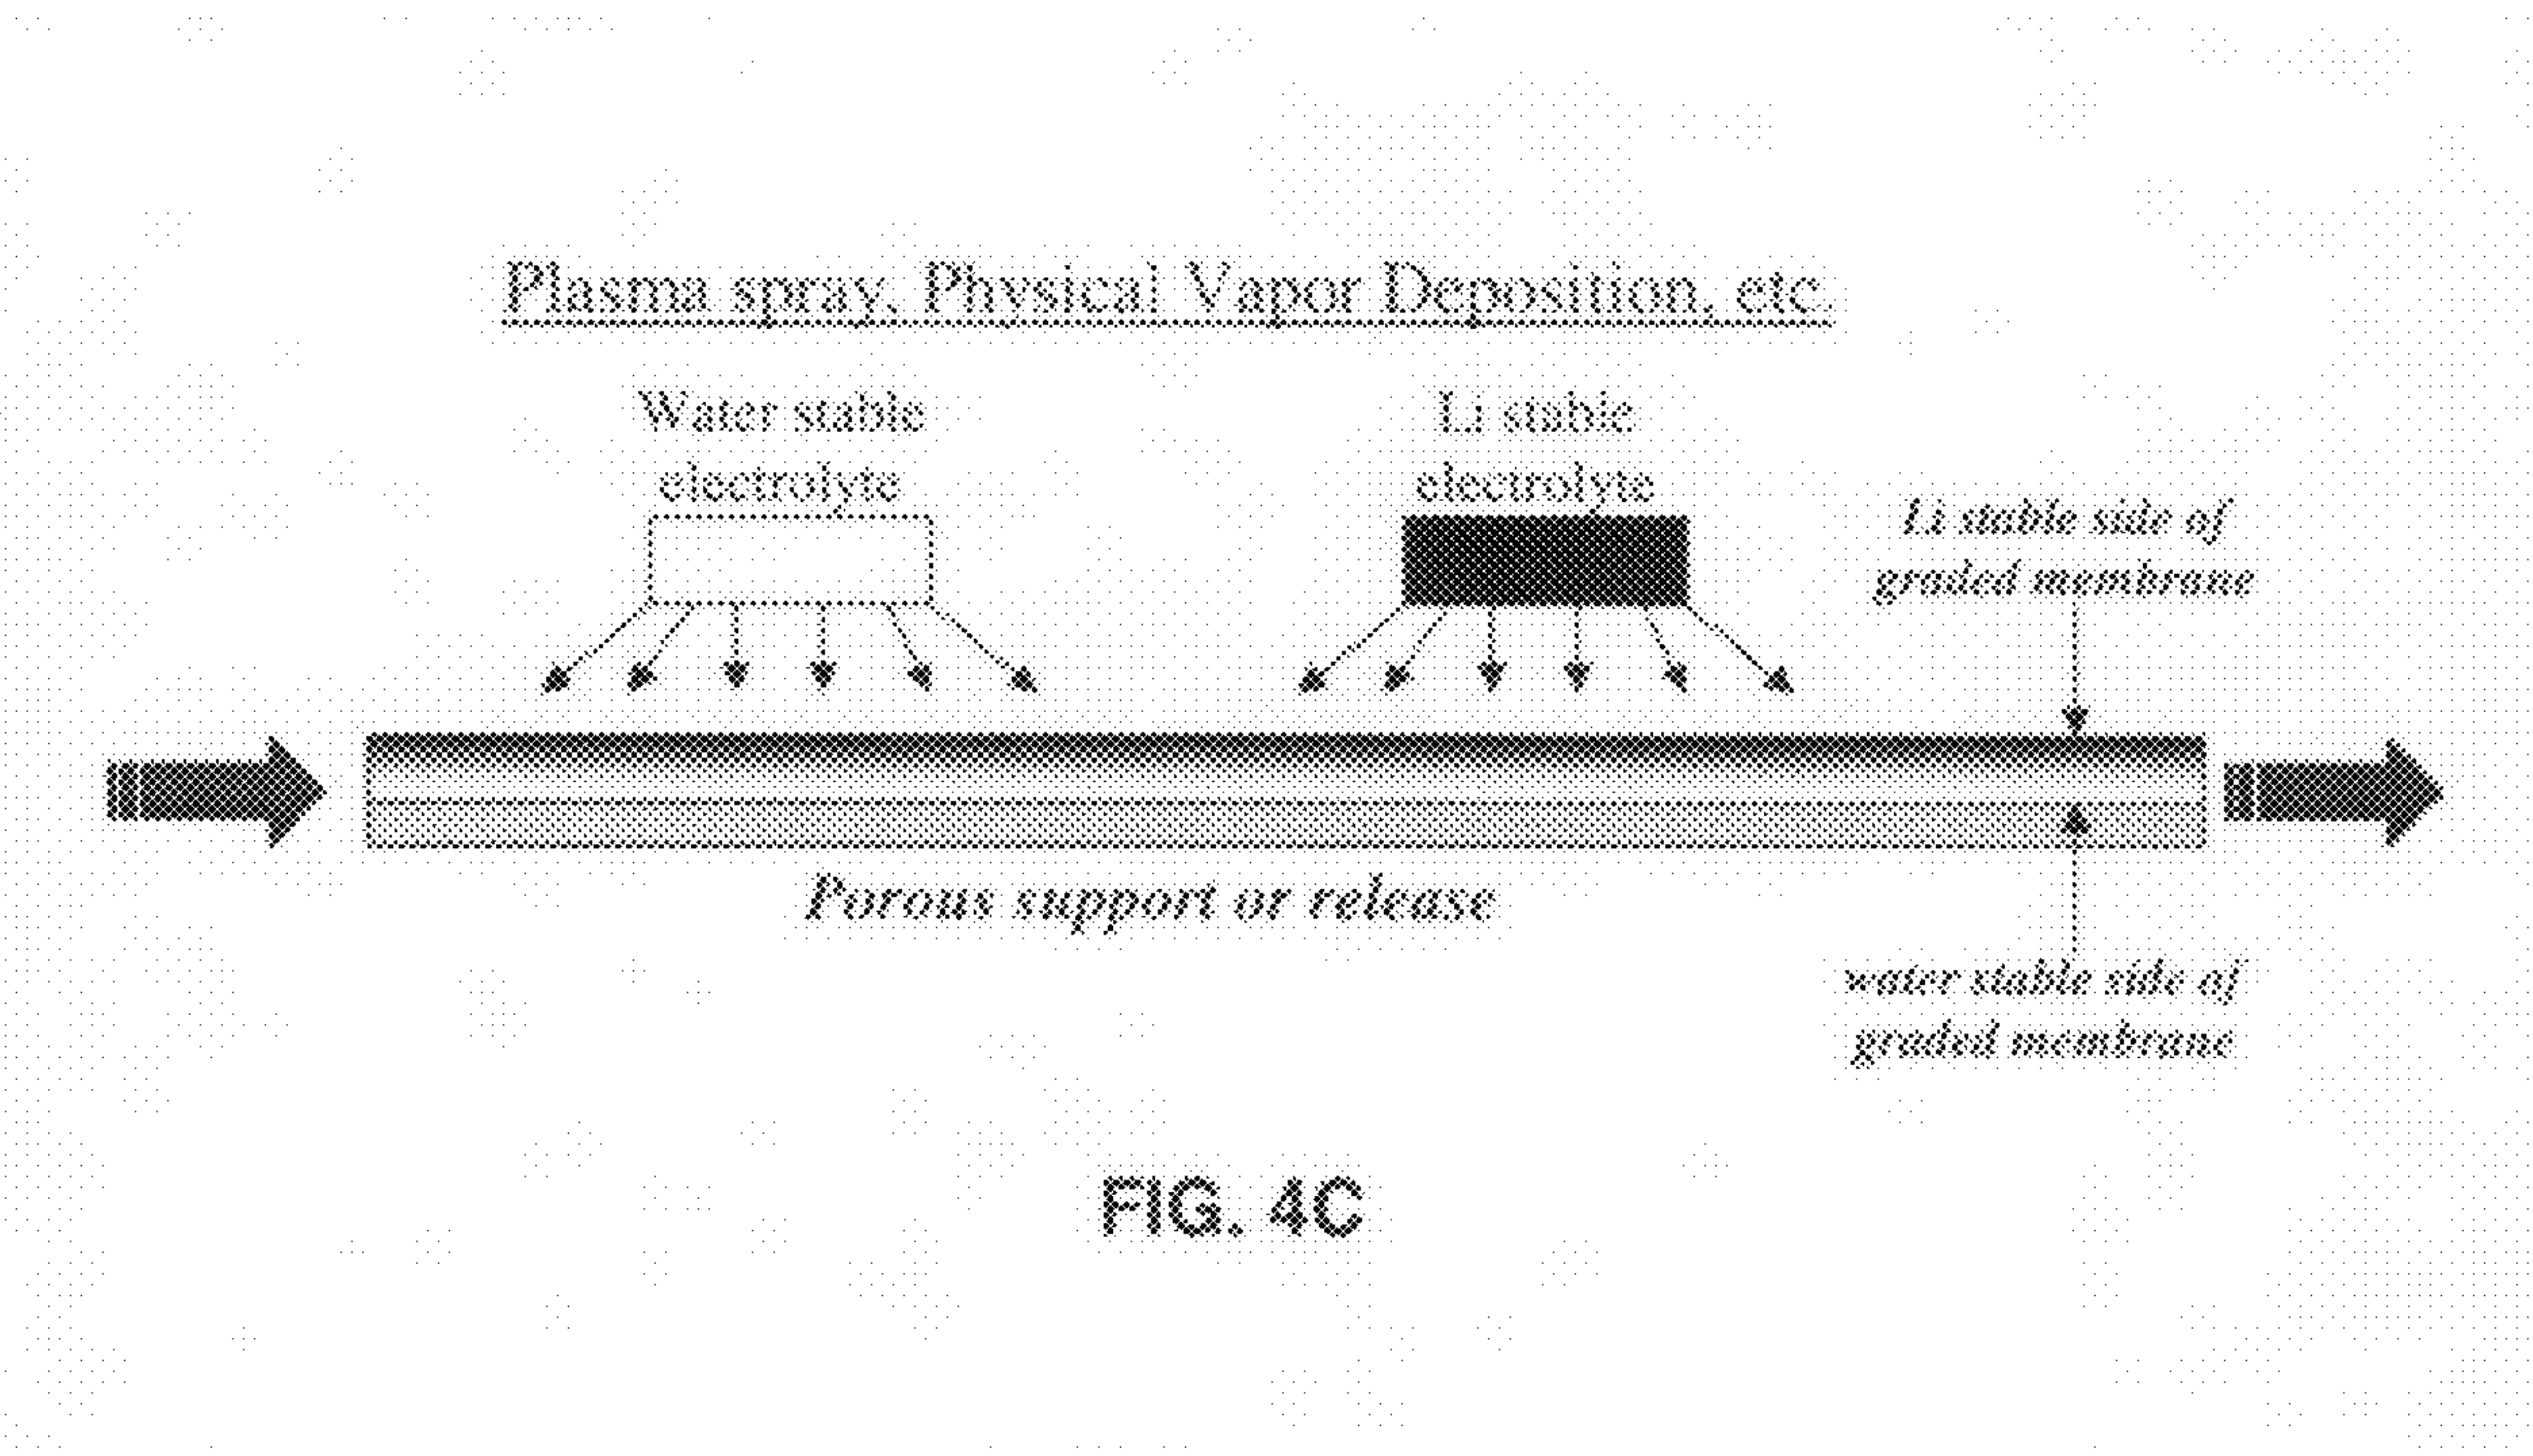 Plasma spray, Physical Vapor Deposition, etc.
Water stable
electrolyte
Li stable
electrolyte
Li stable side of
graded membrane
Porous support or release
water stable side of
graded membrane
FIG. 4C